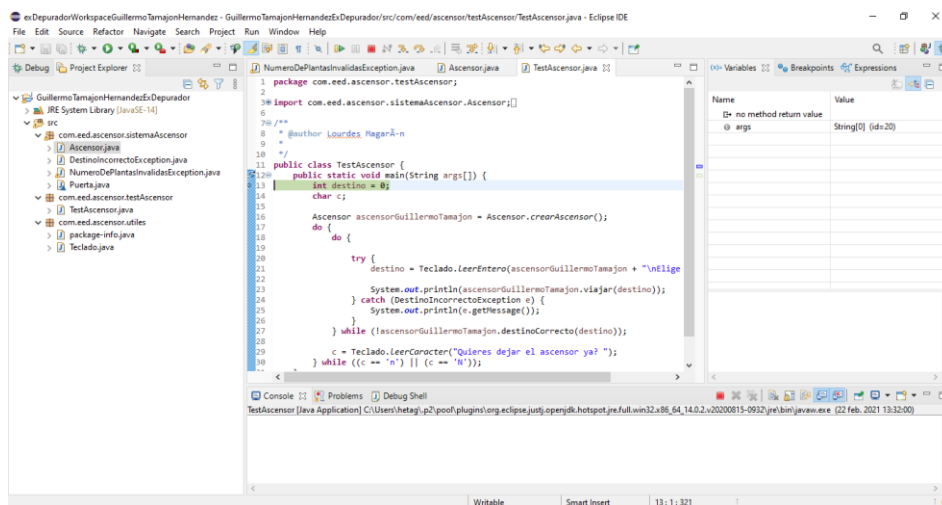 exDepuradorWorkspaceGuillermoTamajonHernandez - GuillermoTamajonHernandezExDepurador/src/com/eed/ascensor/testAscensor/TestAscensor.java - Eclipse IDE
File Edit Source Refactor Navigate Search Project Run Window Help
Debug Project Explorer
GuillermoTamajonHernandezExDepurador
JRE System Library [JavaSE-14]
src
com.eed.ascensor.sistemaAscensor
Ascensor.java
DestinoIncorrectoException.java
NumeroDePlantasInvalidasException.java
Puerta.java
com.eed.ascensor.testAscensor
TestAscensor.java
com.eed.ascensor.utiles
package-info.java
Teclado.java
NumeroDePlantasInvalidasException.java Ascensor.java TestAscensor.java
1 package com.eed.ascensor.testAscensor;
2
3 import com.eed.ascensor.sistemaAscensor.Ascensor;
6
7 /**
8 * @author Lourdes MagarÃ-n
9 *
10 */
11 public class TestAscensor {
12 public static void main(String args[]) {
13 int destino = 0;
14 char c;
15
16 Ascensor ascensorGuillermoTamajon = Ascensor.crearAscensor();
17 do {
18 do {
19
20 try {
21 destino = Teclado.leerEntero(ascensorGuillermoTamajon + "\nElige
22
23 System.out.println(ascensorGuillermoTamajon.viajar(destino));
24 } catch (DestinoIncorrectoException e) {
25 System.out.println(e.getMessage());
26 }
27 } while (!ascensorGuillermoTamajon.destinoCorrecto(destino));
28
29 c = Teclado.leerCaracter("Quieres dejar el ascensor ya? ");
30 } while ((c == 'n') || (c == 'N'));
Variables Breakpoints Expressions
Name Value
no method return value
args String[0] (id=20)
Console Problems Debug Shell
TestAscensor [Java Application] C:\Users\hetag\.p2\pool\plugins\org.eclipse.justj.openjdk.hotspot.jre.full.win32.x86_64_14.0.2.v20200815-0932\jre\bin\javaw.exe (22 feb. 2021 13:32:00)
Writable Smart Insert 13 : 1 : 321